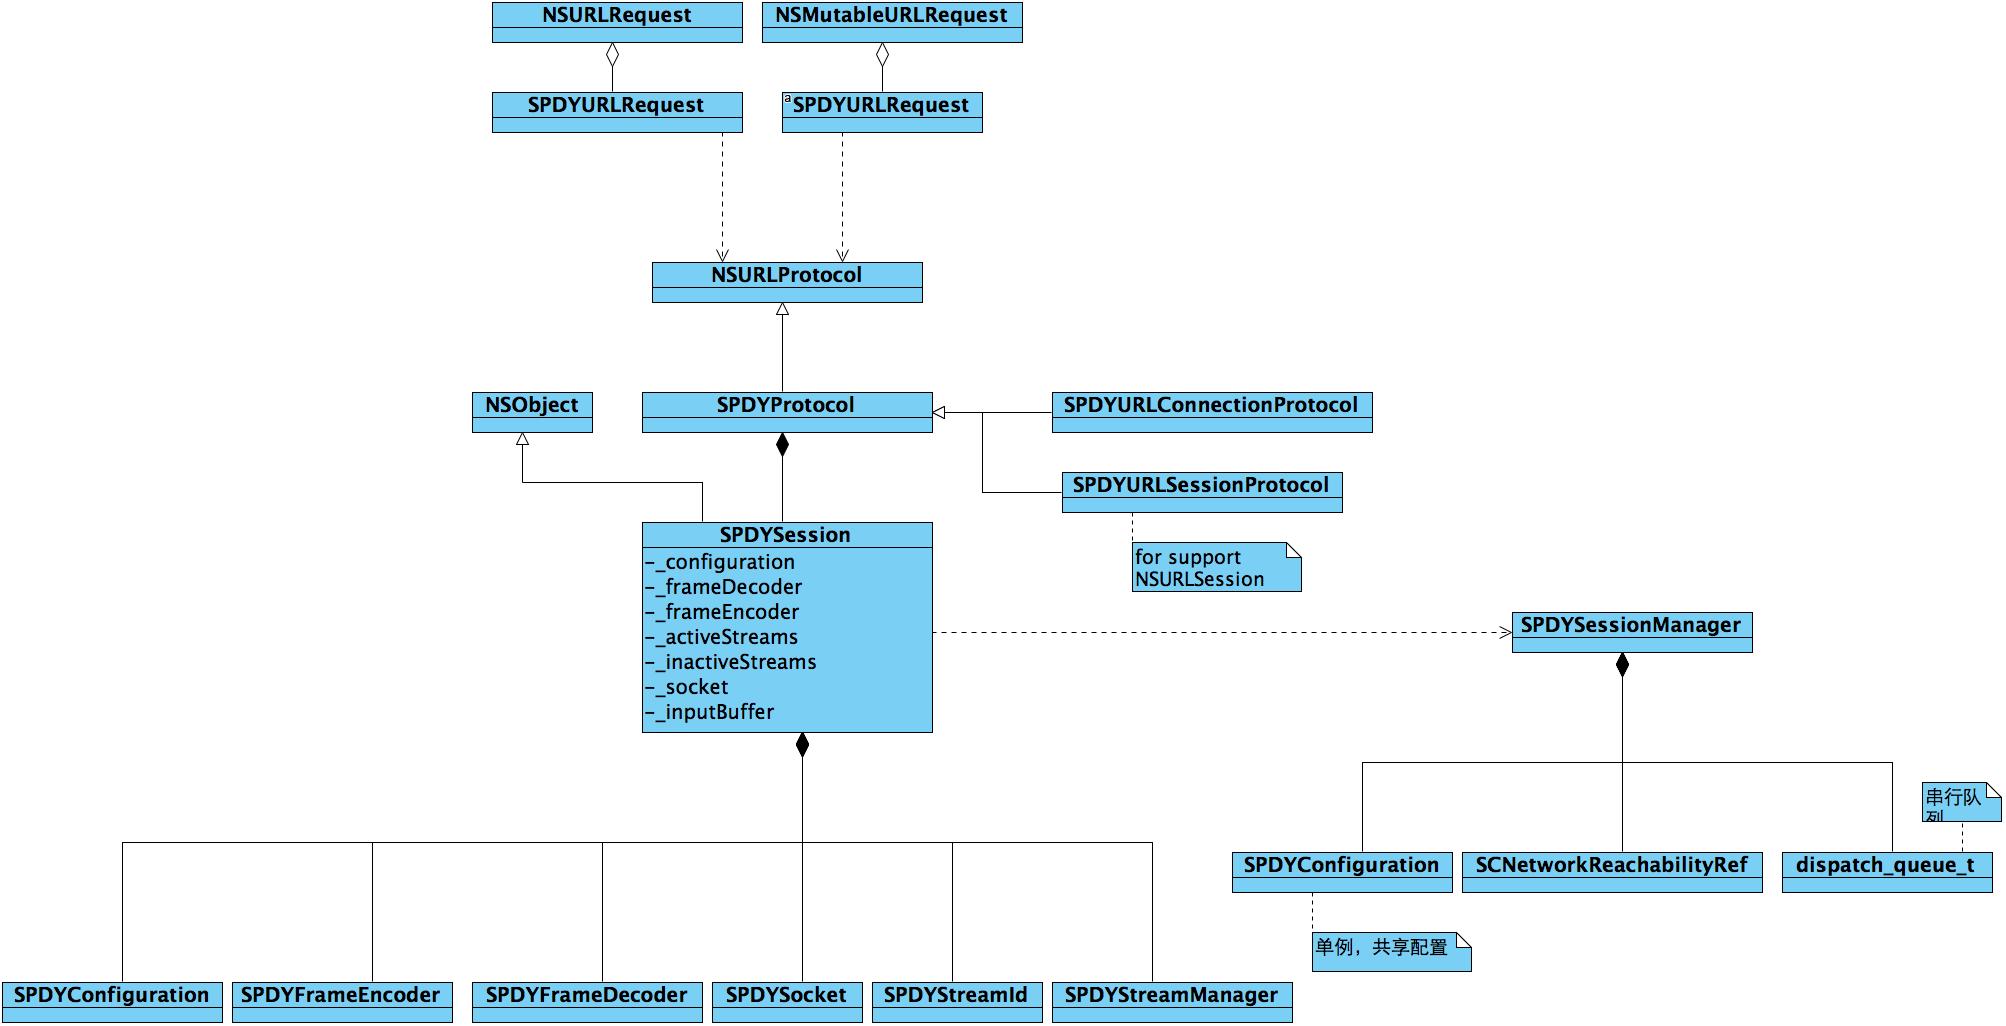 NSURLRequest
NSMutableURLRequest
SPDYURLRequest
a
SPDYURLRequest
NSURLProtocol
NSObject
SPDYProtocol
SPDYURLConnectionProtocol
SPDYURLSessionProtocol
for support
NSURLSession
SPDYSession
-_configuration
-_frameDecoder
-_frameEncoder
-_activeStreams
-_inactiveStreams
-_socket
-_inputBuffer
SPDYSessionManager
串行队
列
SPDYConfiguration
SCNetworkReachabilityRef
dispatch_queue_t
单例，共享配置
SPDYConfiguration
SPDYFrameEncoder
SPDYFrameDecoder
SPDYSocket
SPDYStreamId
SPDYStreamManager